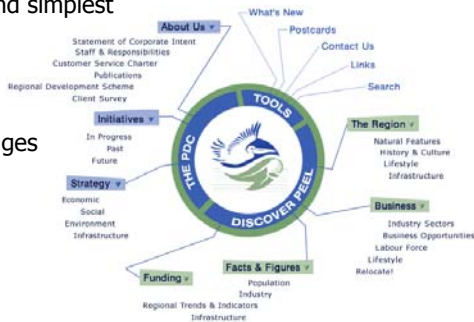 nd simplest
ges
What's New
Postcards
Contact Us
Links
Search
About Us
Statement of Corporate Intent
Staff & Responsibilities
Customer Service Charter
Publications
Regional Development Scheme
Client Survey
Initiatives
In Progress
Past
Future
Strategy
Economic
Social
Environment
Infrastructure
THE PDC
TOOLS
DISCOVER PEEL
The Region
Natural Features
History & Culture
Lifestyle
Infrastructure
Business
Industry Sectors
Business Opportunities
Labour Force
Lifestyle
Relocate!
Funding
Facts & Figures
Population
Industry
Regional Trends & Indicators
Infrastructure